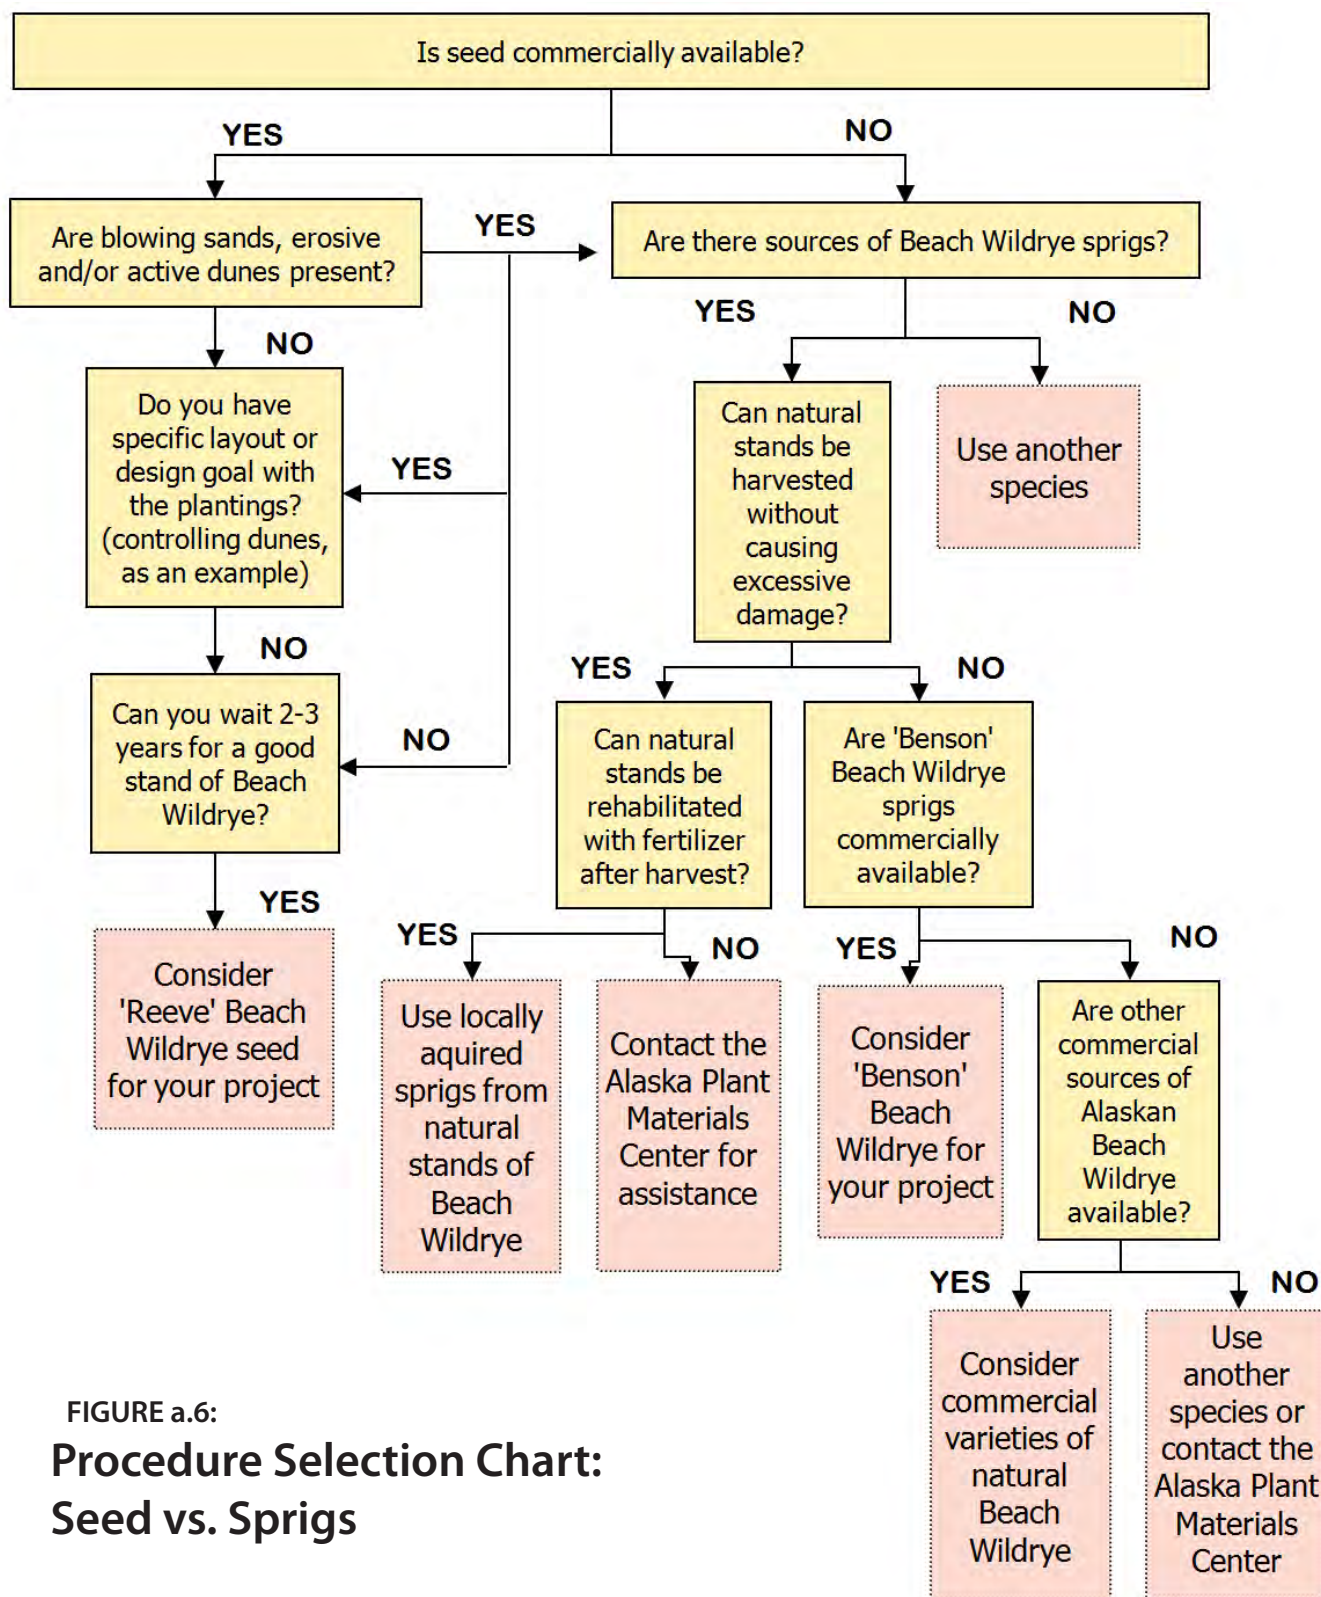 Is seed commercially available?
YES
NO
Are blowing sands, erosive
and/or active dunes present?
YES
Are there sources of Beach Wildrye sprigs?
NO
YES
NO
Do you have
specific layout or
design goal with
the plantings?
(controlling dunes,
as an example)
YES
Can natural
stands be
harvested
without
causing
excessive
damage?
Use another
species
NO
YES
NO
Can you wait 2-3
years for a good
stand of Beach
Wildrye?
NO
Can natural
stands be
rehabilitated
with fertilizer
after harvest?
Are 'Benson'
Beach Wildrye
sprigs
commercially
available?
YES
YES
NO
YES
NO
Consider
'Reeve' Beach
Wildrye seed
for your project
Use locally
aquired
sprigs from
natural
stands of
Beach
Wildrye
Contact the
Alaska Plant
Materials
Center for
assistance
Consider
'Benson'
Beach
Wildrye for
your project
Are other
commercial
sources of
Alaskan
Beach
Wildrye
available?
YES
NO
Consider
commercial
varieties of
natural
Beach
Wildrye
Use
another
species or
contact the
Alaska Plant
Materials
Center
FIGURE a.6:
Procedure Selection Chart:
Seed vs. Sprigs